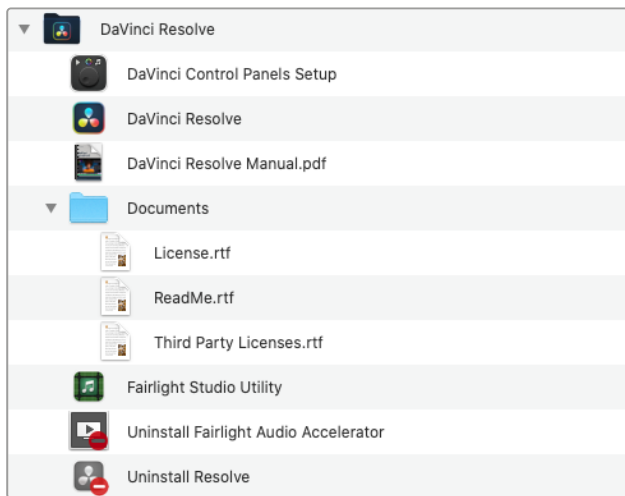 DaVinci Resolve
DaVinci Control Panels Setup
DaVinci Resolve
DaVinci Resolve Manual.pdf
Documents
License.rtf
ReadMe.rtf
Third Party Licenses.rtf
Fairlight Studio Utility
Uninstall Fairlight Audio Accelerator
Uninstall Resolve